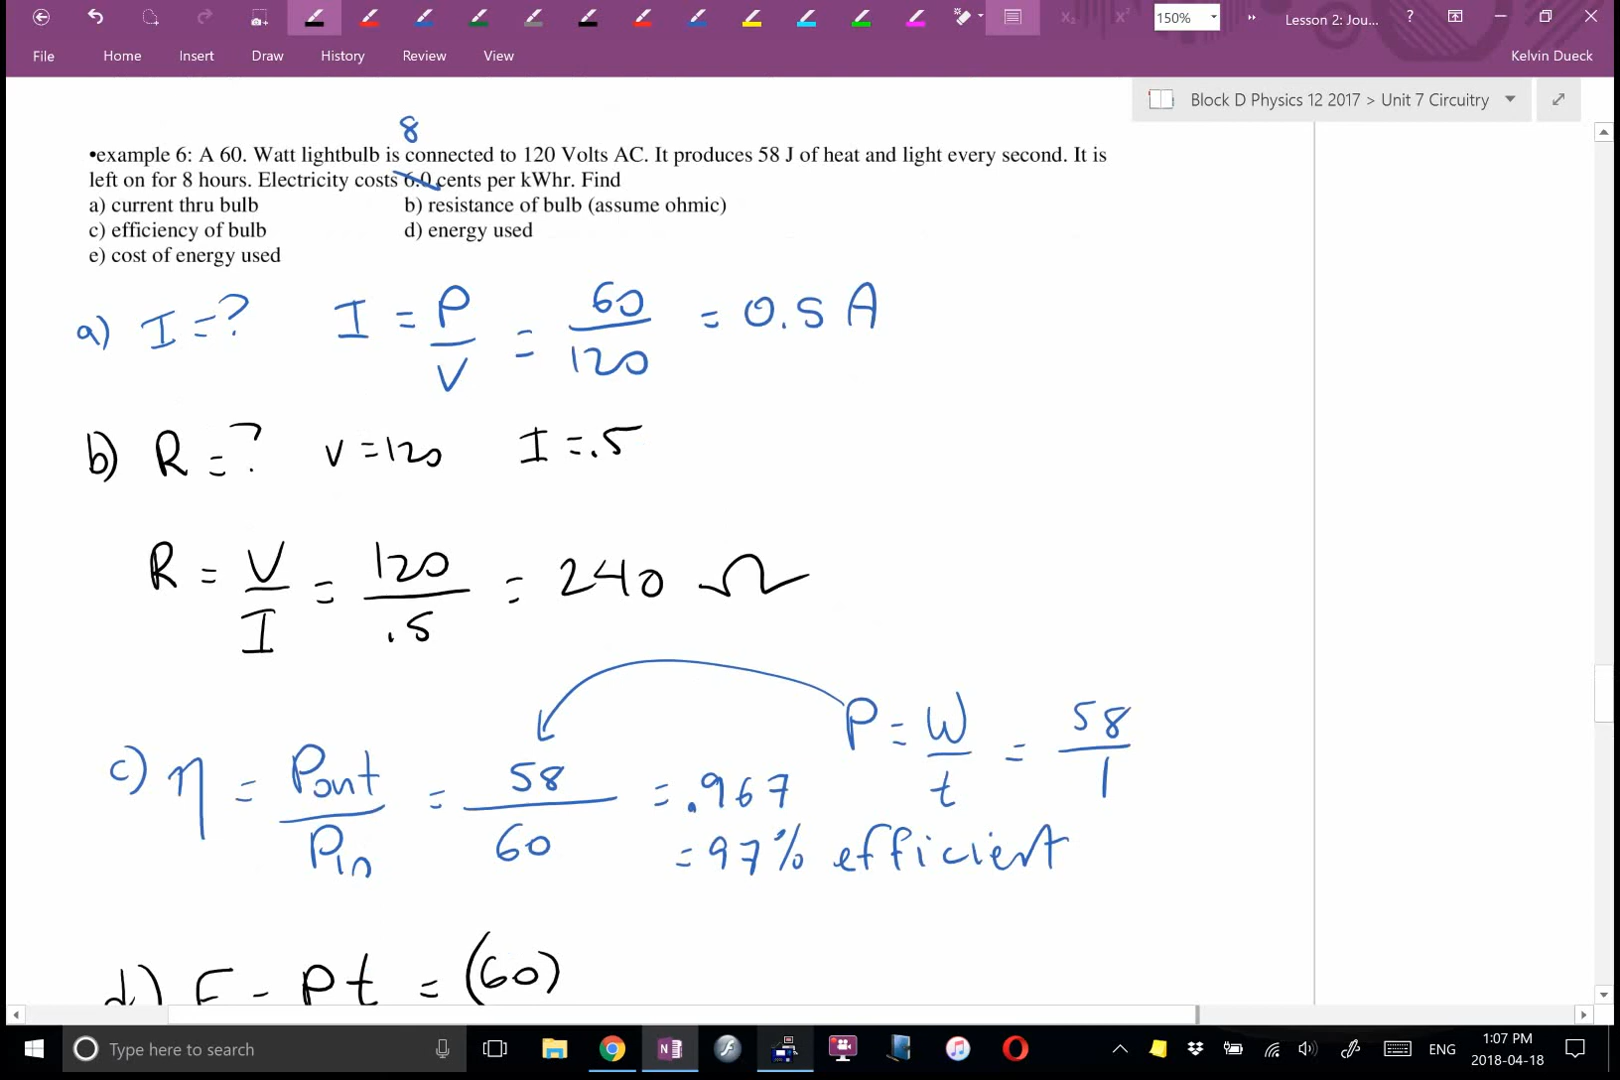 150%
Lesson 2: Jou...
?
File Home Insert Draw History Review View
Kelvin Dueck
Block D Physics 12 2017 > Unit 7 Circuitry
8
•example 6: A 60. Watt lightbulb is connected to 120 Volts AC. It produces 58 J of heat and light every second. It is
left on for 8 hours. Electricity costs 6.0 cents per kWhr. Find
a) current thru bulb b) resistance of bulb (assume ohmic)
c) efficiency of bulb d) energy used
e) cost of energy used
a) I = ? I = P/V = 60/120 = 0.5 A
b) R = ? V = 120 I = .5
R = V/I = 120/.5 = 240 Ω
P = W/t = 58/1
c) η = Pout/Pin = 58/60 = .967
= 97% efficient
d) E = Pt = (60)
Type here to search
ENG
1:07 PM
2018-04-18